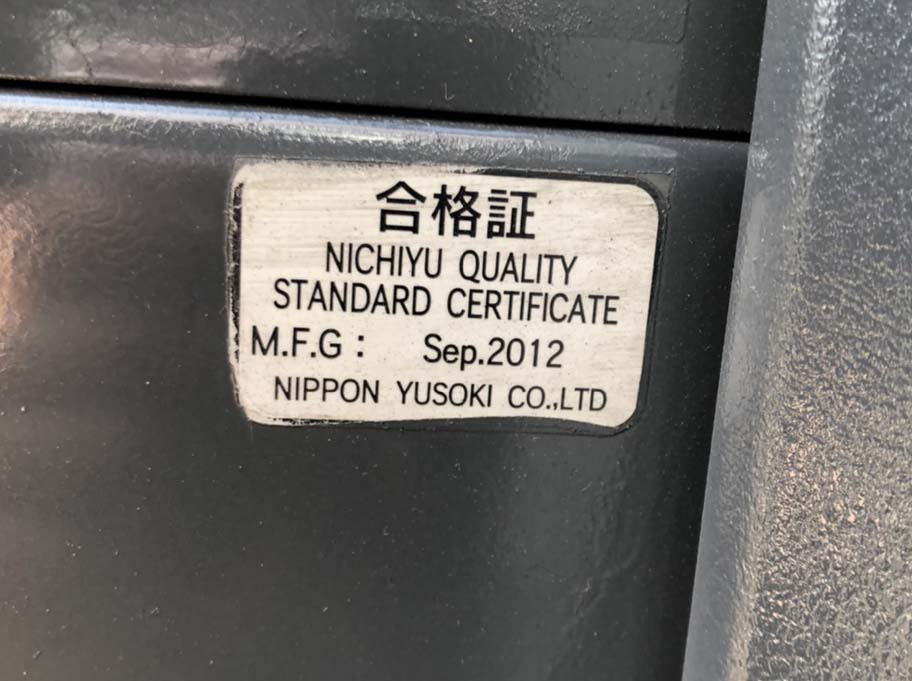 合格証
NICHIYU QUALITY
STANDARD CERTIFICATE
M.F.G : Sep.2012
NIPPON YUSOKI CO.,LTD